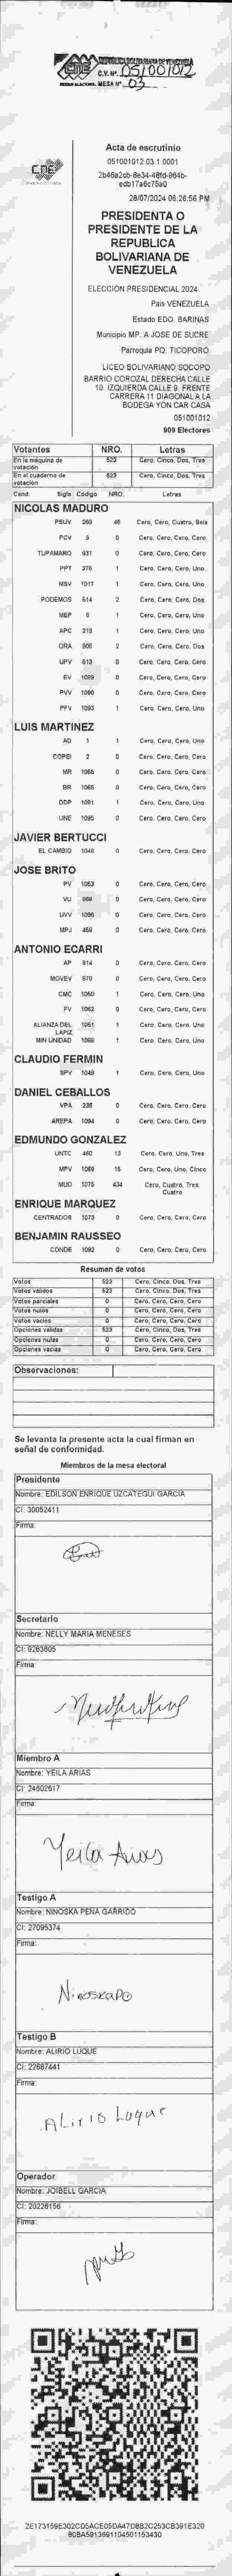 CNE
REPÚBLICA BOLIVARIANA DE VENEZUELA
C.V. Nº. 051001012
MESA Nº 03
CNE
Acta de escrutinio
051001012.03.1.0001
28/07/2024 06:26:56 PM
PRESIDENTA O
PRESIDENTE DE LA
REPUBLICA
BOLIVARIANA DE
VENEZUELA
ELECCIÓN PRESIDENCIAL 2024
Pais VENEZUELA
Estado EDO. BARINAS
Municipio MP. A JOSE DE SUCRE
Parroquia PQ. TICOPORO
LICEO BOLIVARIANO SOCOPO
BARRIO COROZAL DERECHA CALLE
10. IZQUIERDA CALLE 9. FRENTE
CARRERA 11 DIAGONAL A LA
BODEGA YON CAR CASA
051001012
909 Electores
Votantes NRO. Letras
En la máquina de votación 523 Cero, Cinco, Dos, Tres
En el cuaderno de votación 523 Cero, Cinco, Dos, Tres
Cand. Sigla Código NRO. Letras
NICOLAS MADURO
PSUV 269 46 Cero, Cero, Cuatro, Seis
PCV 5 0 Cero, Cero, Cero, Cero
TUPAMARO 931 0 Cero, Cero, Cero, Cero
PPT 276 1 Cero, Cero, Cero, Uno
MSV 1017 1 Cero, Cero, Cero, Uno
PODEMOS 514 2 Cero, Cero, Cero, Dos
MEP 6 1 Cero, Cero, Cero, Uno
APC 219 1 Cero, Cero, Cero, Uno
ORA 906 2 Cero, Cero, Cero, Dos
UPV 513 0 Cero, Cero, Cero, Cero
EV 1089 0 Cero, Cero, Cero, Cero
PVV 1090 0 Cero, Cero, Cero, Cero
PFV 1093 1 Cero, Cero, Cero, Uno
LUIS MARTINEZ
AD 1 1 Cero, Cero, Cero, Uno
COPEI 2 0 Cero, Cero, Cero, Cero
MR 1066 0 Cero, Cero, Cero, Cero
BR 1086 0 Cero, Cero, Cero, Cero
DDP 1091 1 Cero, Cero, Cero, Uno
UNE 1095 0 Cero, Cero, Cero, Cero
JAVIER BERTUCCI
EL CAMBIO 1048 0 Cero, Cero, Cero, Cero
JOSE BRITO
PV 1053 0 Cero, Cero, Cero, Cero
VU 868 0 Cero, Cero, Cero, Cero
UVV 1096 0 Cero, Cero, Cero, Cero
MPJ 458 0 Cero, Cero, Cero, Cero
ANTONIO ECARRI
AP 914 0 Cero, Cero, Cero, Cero
MOVEV 979 0 Cero, Cero, Cero, Cero
CMC 1050 1 Cero, Cero, Cero, Uno
FV 1062 0 Cero, Cero, Cero, Cero
ALIANZA DEL LAPIZ 1051 1 Cero, Cero, Cero, Uno
MIN UNIDAD 1068 1 Cero, Cero, Cero, Uno
CLAUDIO FERMIN
SPV 1049 1 Cero, Cero, Cero, Uno
DANIEL CEBALLOS
VPA 236 0 Cero, Cero, Cero, Cero
AREPA 1094 0 Cero, Cero, Cero, Cero
EDMUNDO GONZALEZ
UNTC 460 13 Cero, Cero, Uno, Tres
MPV 1069 15 Cero, Cero, Uno, Cinco
MUD 1075 434 Cero, Cuatro, Tres, Cuatro
ENRIQUE MARQUEZ
CENTRADOS 1073 0 Cero, Cero, Cero, Cero
BENJAMIN RAUSSEO
CONDE 1092 0 Cero, Cero, Cero, Cero
Resumen de votos
Votos 523 Cero, Cinco, Dos, Tres
Votos validos 523 Cero, Cinco, Dos, Tres
Votos parciales 0 Cero, Cero, Cero, Cero
Votos nulos 0 Cero, Cero, Cero, Cero
Votos vacios 0 Cero, Cero, Cero, Cero
Opciones validas 523 Cero, Cinco, Dos, Tres
Opciones nulas 0 Cero, Cero, Cero, Cero
Opciones vacias 0 Cero, Cero, Cero, Cero
Observaciones:
Se levanta la presente acta la cual firman en
señal de conformidad.
Miembros de la mesa electoral
Presidente
Nombre: EDILSON ENRIQUE UZCATEGUI GARCIA
CI: 30052411
Firma:
Secretario
Nombre: NELLY MARIA MENESES
CI: 9263605
Firma:
Miembro A
Nombre: YEILA ARIAS
CI: 24602617
Firma:
Yeila Arias
Testigo A
Nombre: NINOSKA PENA GARRIDO
CI: 27095374
Firma:
Testigo B
Nombre: ALIRIO LUQUE
CI: 22687441
Firma:
ALirio Luque
Operador
Nombre: JOIBELL GARCIA
CI: 20226156
Firma: